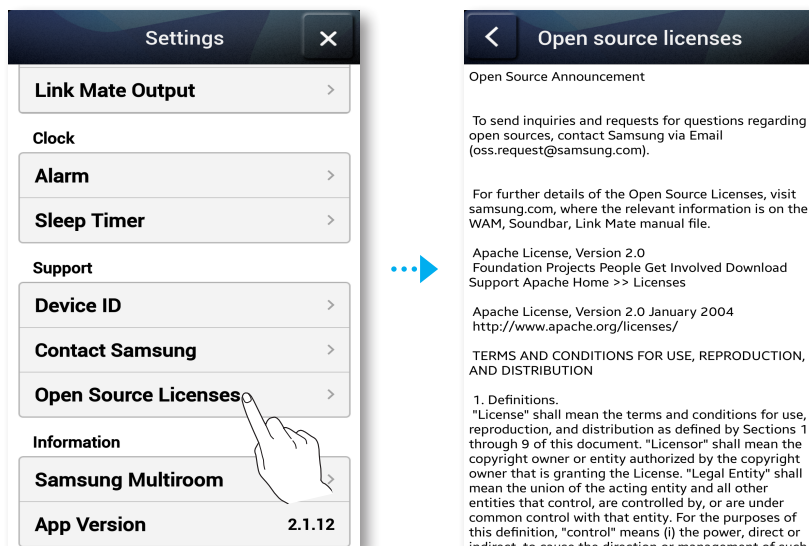 Settings
Link Mate Output
Clock
Alarm
Sleep Timer
Support
Device ID
Contact Samsung
Open Source Licenses
Information
Samsung Multiroom
App Version 2.1.12
Open source licenses
Open Source Announcement
To send inquiries and requests for questions regarding
open sources, contact Samsung via Email
(oss.request@samsung.com).
For further details of the Open Source Licenses, visit
samsung.com, where the relevant information is on the
WAM, Soundbar, Link Mate manual file.
Apache License, Version 2.0
Foundation Projects People Get Involved Download
Support Apache Home >> Licenses
Apache License, Version 2.0 January 2004
http://www.apache.org/licenses/
TERMS AND CONDITIONS FOR USE, REPRODUCTION,
AND DISTRIBUTION
1. Definitions.
"License" shall mean the terms and conditions for use,
reproduction, and distribution as defined by Sections 1
through 9 of this document. "Licensor" shall mean the
copyright owner or entity authorized by the copyright
owner that is granting the License. "Legal Entity" shall
mean the union of the acting entity and all other
entities that control, are controlled by, or are under
common control with that entity. For the purposes of
this definition, "control" means (i) the power, direct or
indirect, to cause the direction or management of such